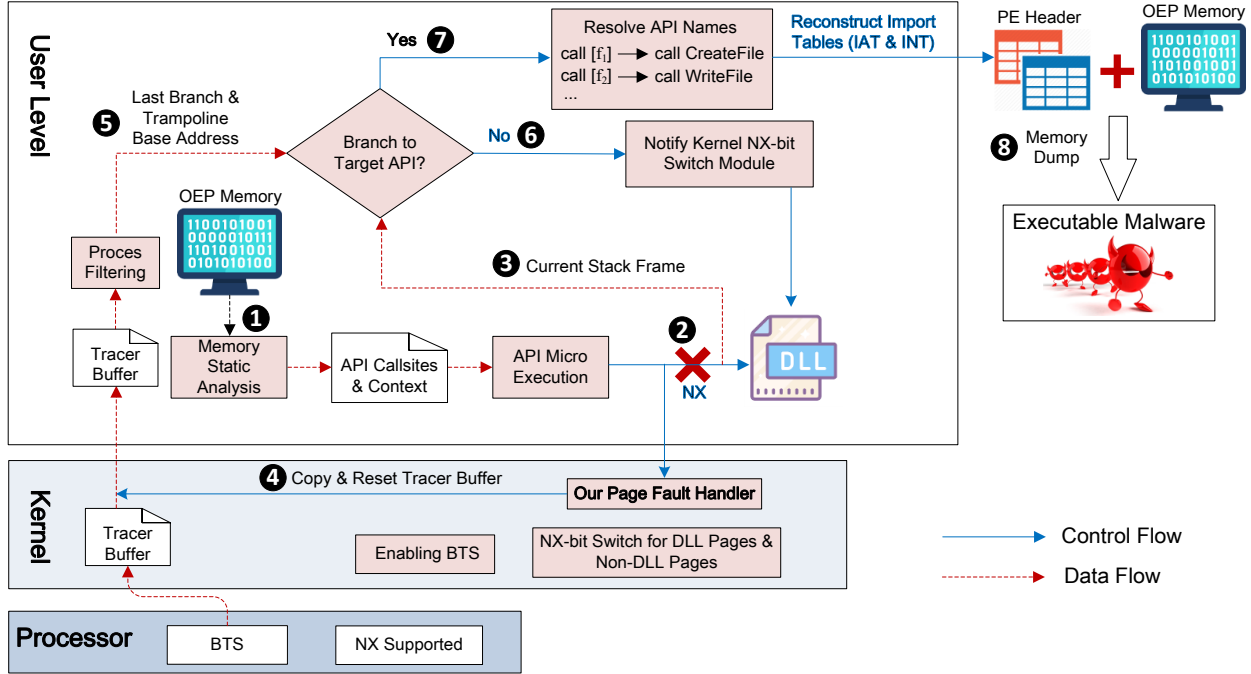 User Level
Yes 7
Resolve API Names
call [f1] call CreateFile
call [f2] call WriteFile
...
Reconstruct Import
Tables (IAT & INT)
PE Header
OEP Memory
1100101001
0000010111
1101001001
0101010100
5
Last Branch &
Trampoline
Base Address
Branch to
Target API?
No 6
Notify Kernel NX-bit
Switch Module
8
Memory
Dump
Executable Malware
OEP Memory
1100101001
0000010111
1101001001
0101010100
Proces
Filtering
3 Current Stack Frame
1
2
Tracer
Buffer
Memory
Static
Analysis
API Callsites
& Context
API Micro
Execution
NX
DLL
Kernel
4 Copy & Reset Tracer Buffer
Our Page Fault Handler
Tracer
Buffer
Enabling BTS
NX-bit Switch for DLL Pages &
Non-DLL Pages
Control Flow
Data Flow
Processor
BTS
NX Supported